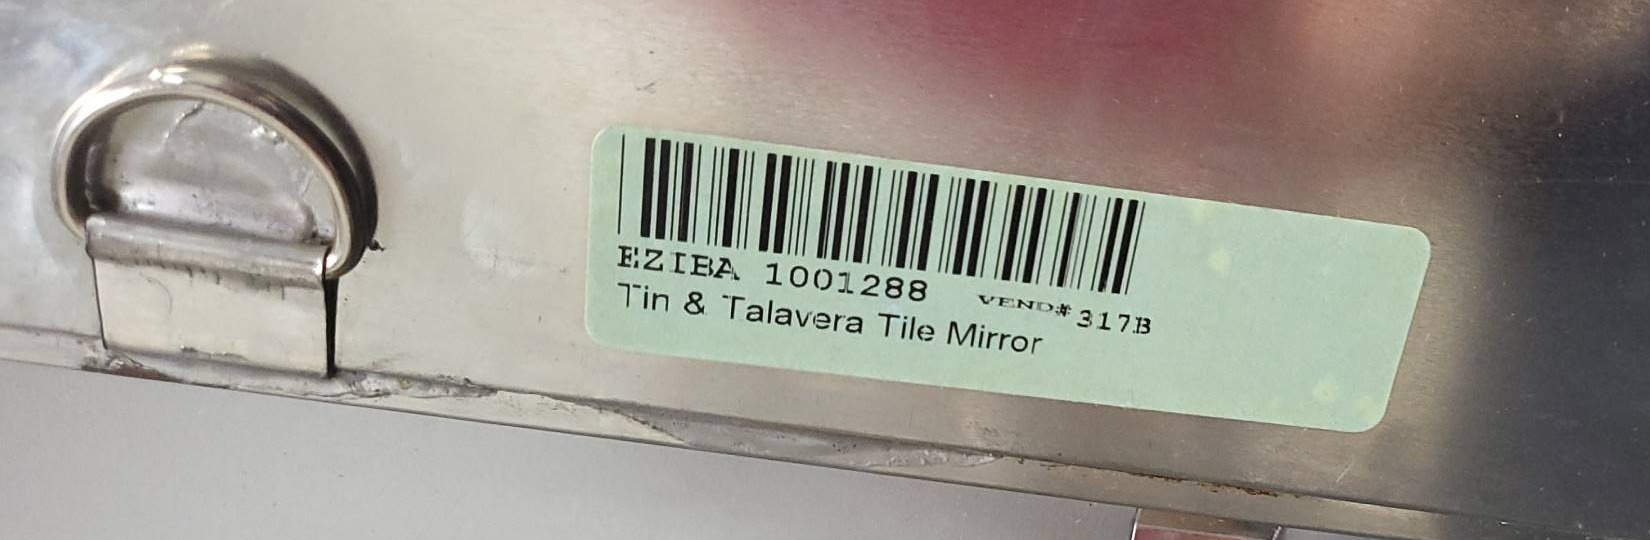 EZIBA 1001288 VEND# 317B
Tin & Talavera Tile Mirror